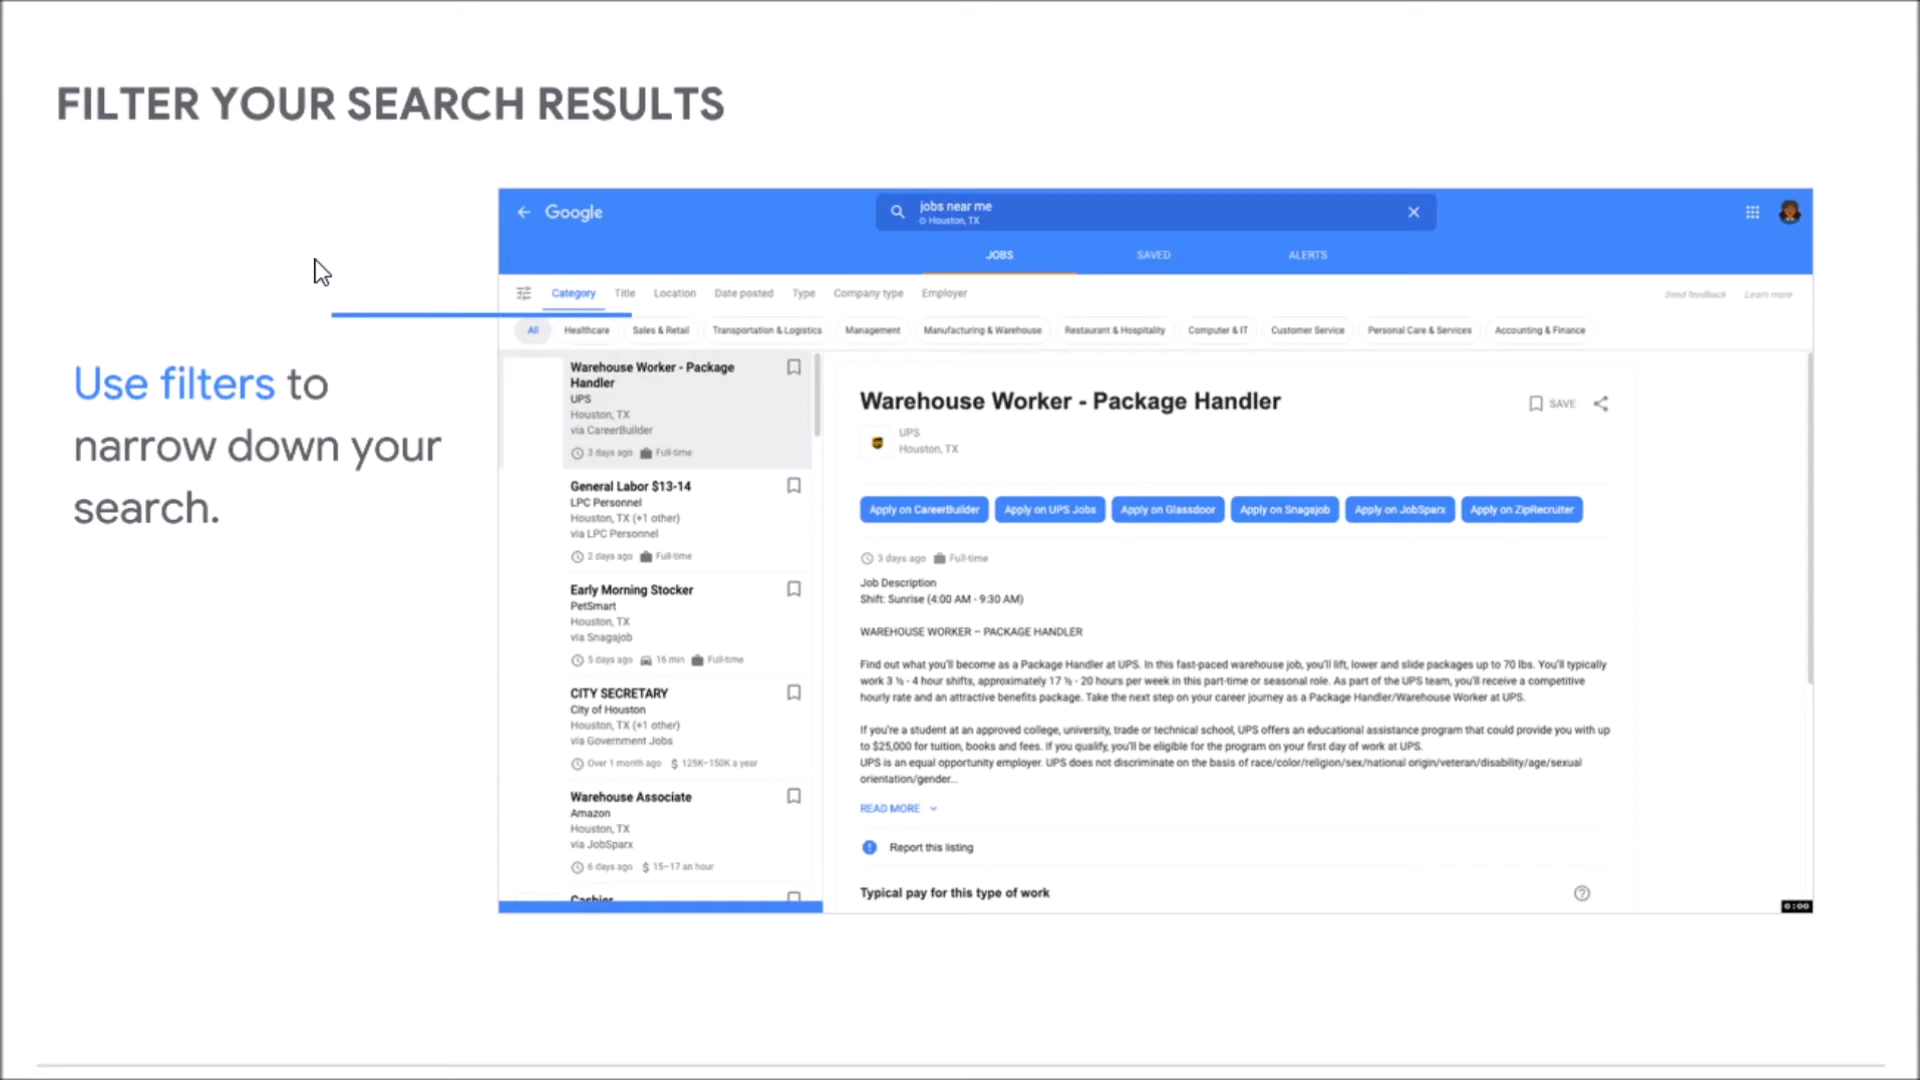 FILTER YOUR SEARCH RESULTS
Use filters to
narrow down your
search.
Google
jobs near me
Houston, TX
JOBS SAVED ALERTS
Category Title Location Date posted Type Company type Employer
Send feedback Learn more
All Healthcare Sales & Retail Transportation & Logistics Management Manufacturing & Warehouse Restaurant & Hospitality Computer & IT Customer Service Personal Care & Services Accounting & Finance
Warehouse Worker - Package
Handler
UPS
Houston, TX
via CareerBuilder
3 days ago Full-time
General Labor $13-14
LPC Personnel
Houston, TX (+1 other)
via LPC Personnel
2 days ago Full-time
Early Morning Stocker
PetSmart
Houston, TX
via Snagajob
5 days ago 16 min Full-time
CITY SECRETARY
City of Houston
Houston, TX (+1 other)
via Government Jobs
Over 1 month ago $ 125K–150K a year
Warehouse Associate
Amazon
Houston, TX
via JobSparx
6 days ago $ 15–17 an hour
Cashier
Warehouse Worker - Package Handler
SAVE
UPS
Houston, TX
Apply on CareerBuilder Apply on UPS Jobs Apply on Glassdoor Apply on Snagajob Apply on JobSparx Apply on ZipRecruiter
3 days ago Full-time
Job Description
Shift: Sunrise (4:00 AM - 9:30 AM)
WAREHOUSE WORKER – PACKAGE HANDLER
Find out what you'll become as a Package Handler at UPS. In this fast-paced warehouse job, you'll lift, lower and slide packages up to 70 lbs. You'll typically
work 3 ½ - 4 hour shifts, approximately 17 ½ - 20 hours per week in this part-time or seasonal role. As part of the UPS team, you'll receive a competitive
hourly rate and an attractive benefits package. Take the next step on your career journey as a Package Handler/Warehouse Worker at UPS.
If you're a student at an approved college, university, trade or technical school, UPS offers an educational assistance program that could provide you with up
to $25,000 for tuition, books and fees. If you qualify, you'll be eligible for the program on your first day of work at UPS.
UPS is an equal opportunity employer. UPS does not discriminate on the basis of race/color/religion/sex/national origin/veteran/disability/age/sexual
orientation/gender...
READ MORE
Report this listing
Typical pay for this type of work
0:00